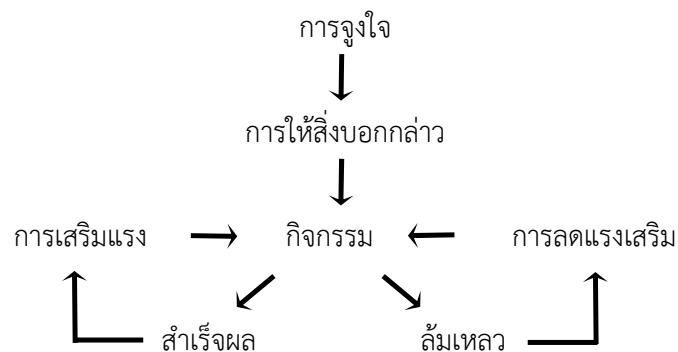 การจูงใจ
การให้สิ่งบอกกล่าว
การเสริมแรง
กิจกรรม
การลดแรงเสริม
สำเร็จผล
ล้มเหลว